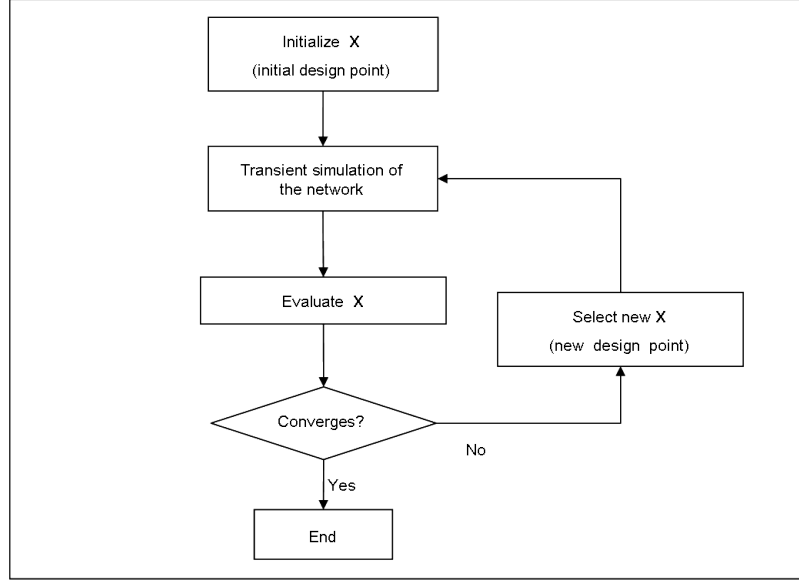 Initialize X
(initial design point)
Transient simulation of
the network
Evaluate X
Select new X
(new design point)
Converges?
No
Yes
End